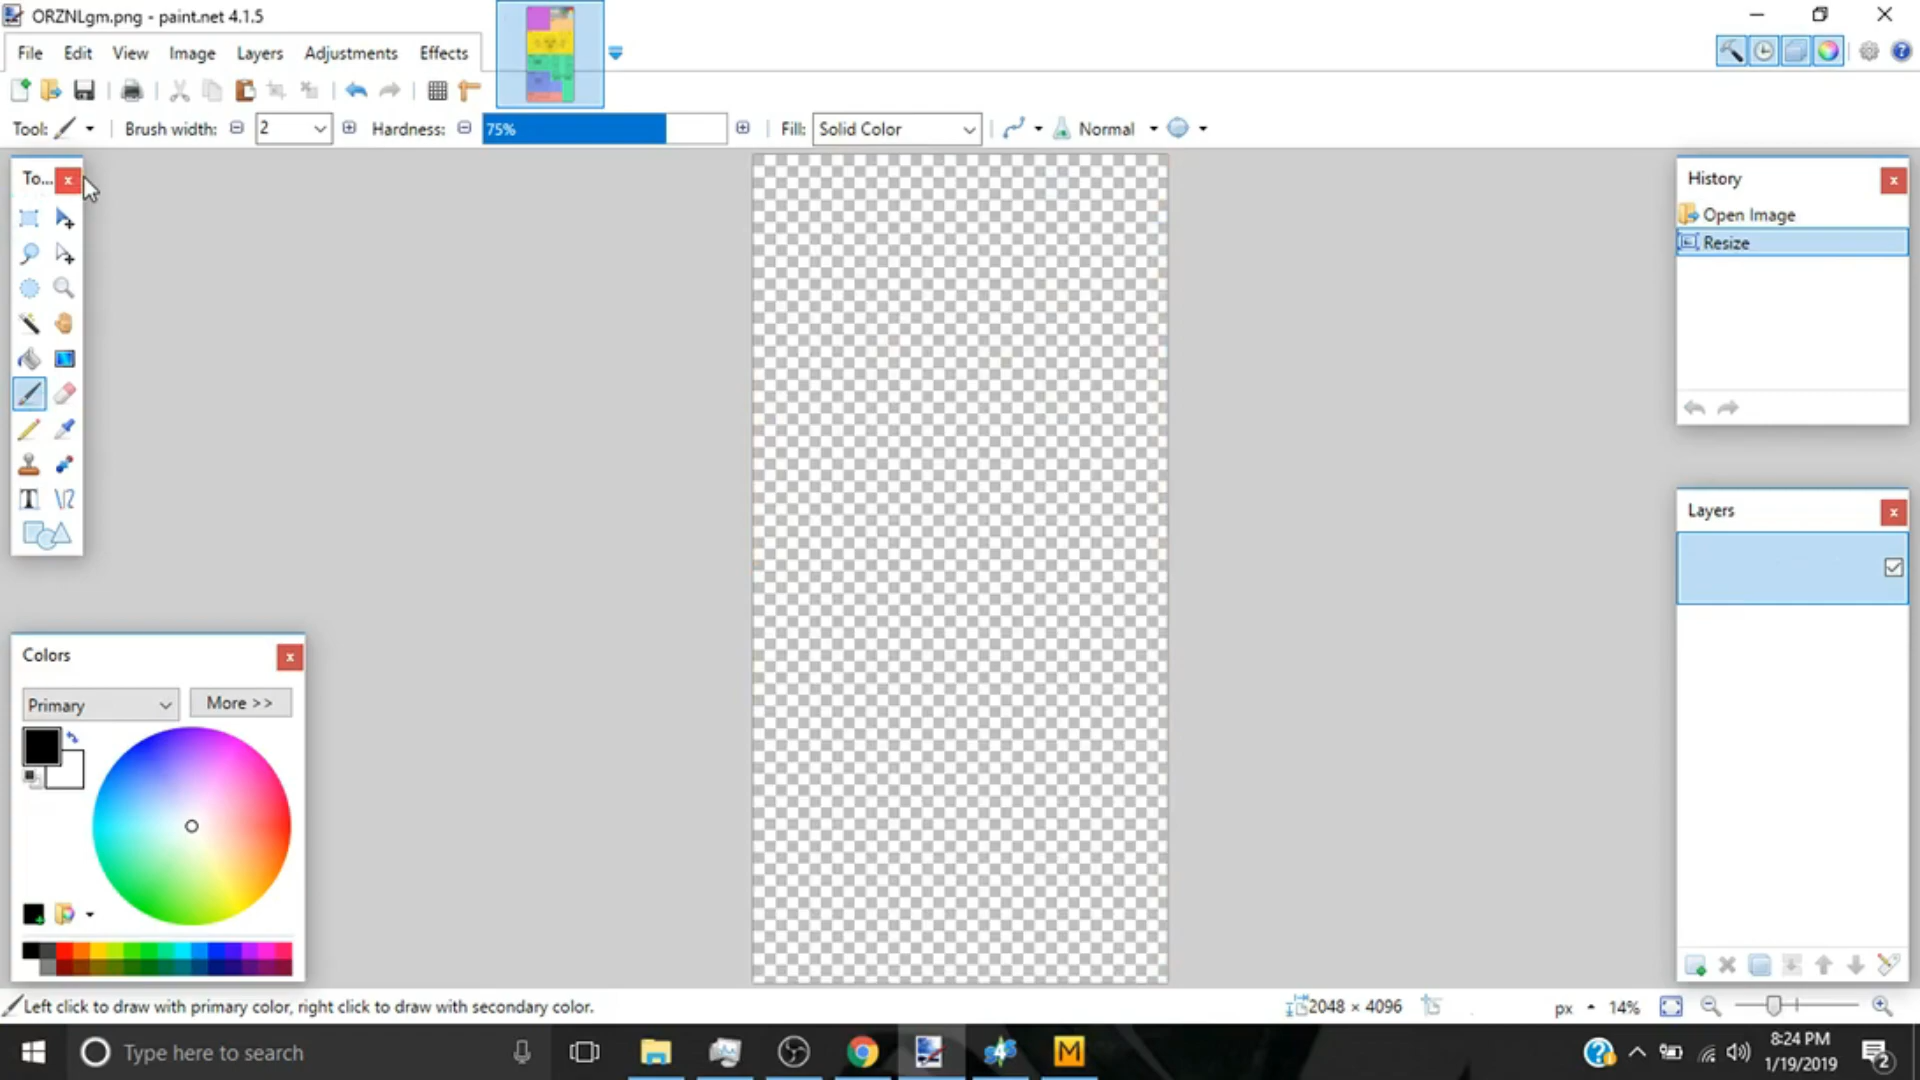 ORZNLgm.png - paint.net 4.1.5
File Edit View Image Layers Adjustments Effects
Tool: Brush width: 2 Hardness: 75% Fill: Solid Color Normal
To...
History
Open Image
Resize
Layers
Colors
Primary More >>
Left click to draw with primary color, right click to draw with secondary color.
2048 × 4096 px 14%
Type here to search
8:24 PM
1/19/2019
2